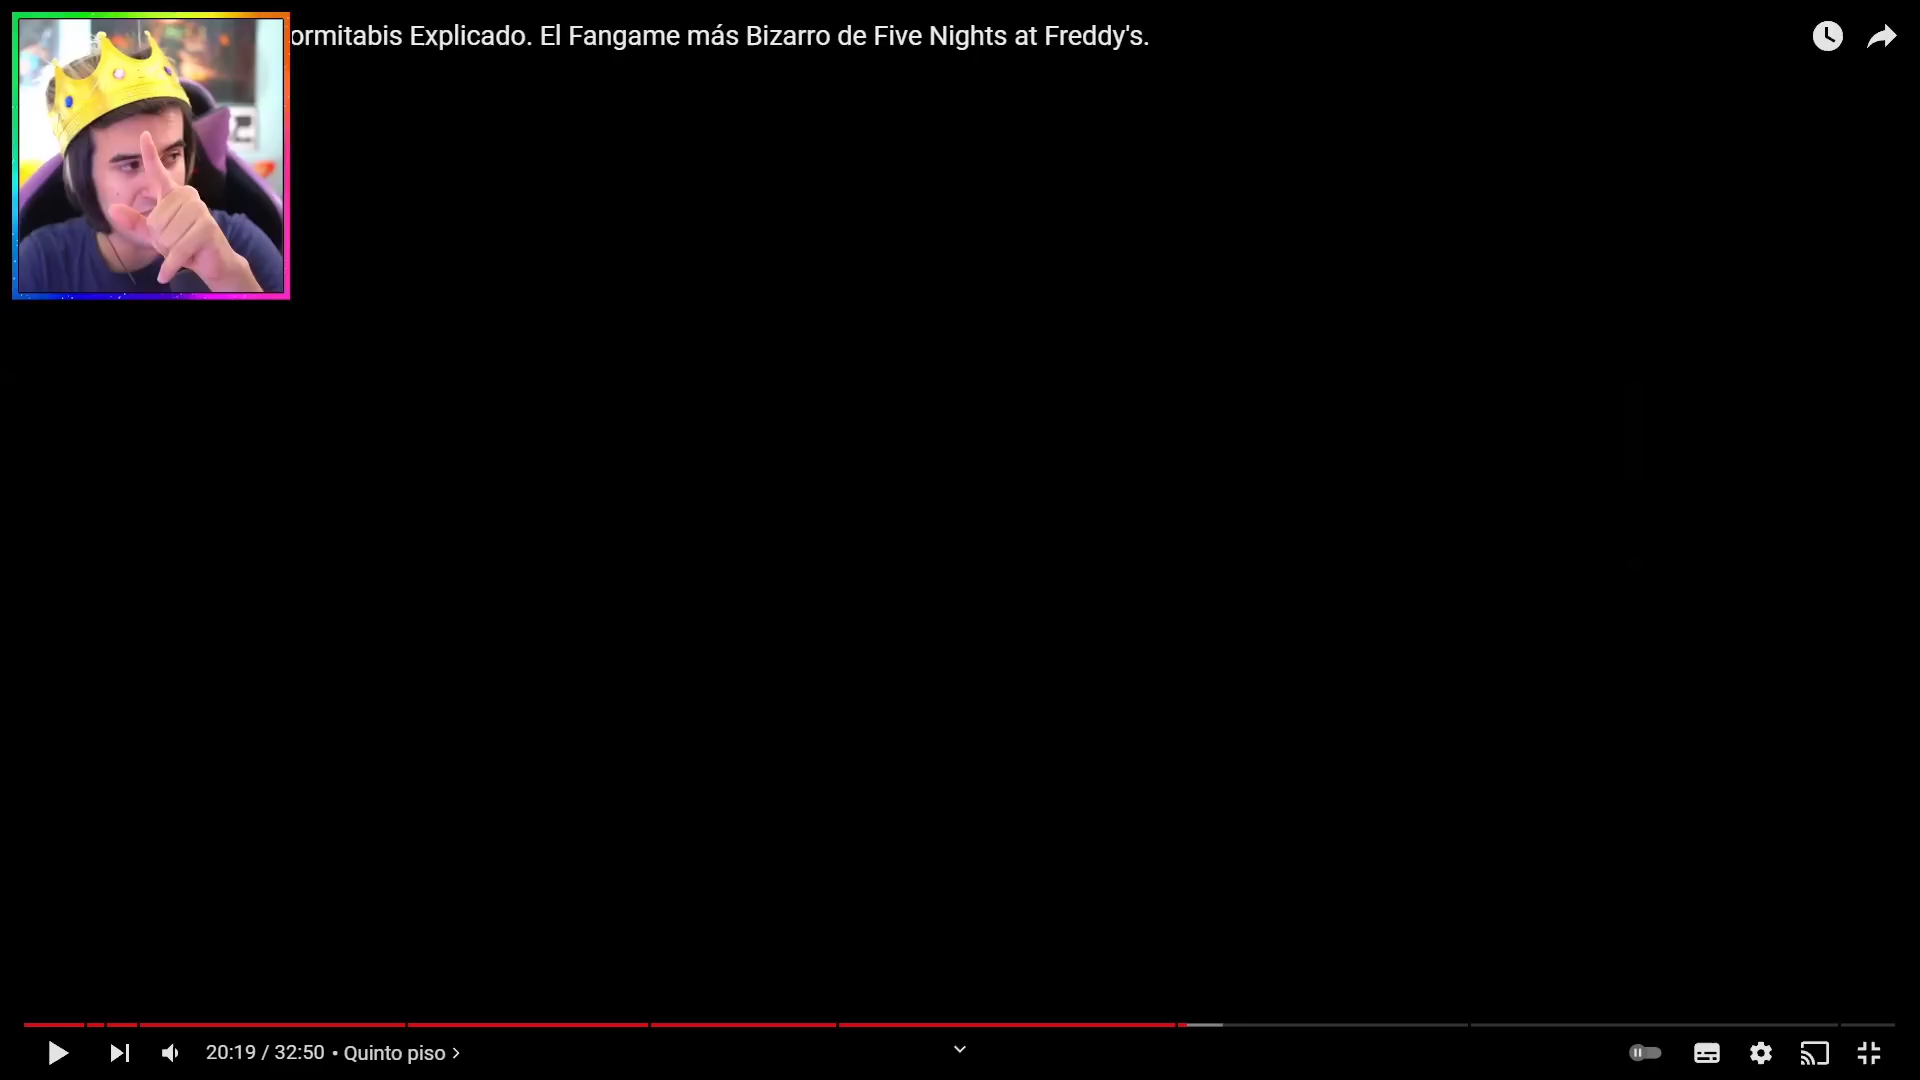 ormitabis Explicado. El Fangame más Bizarro de Five Nights at Freddy's.
20:19 / 32:50 • Quinto piso